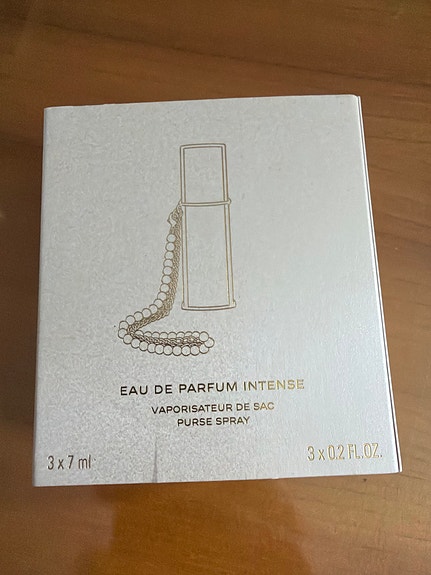 EAU DE PARFUM INTENSE
VAPORISATEUR DE SAC
PURSE SPRAY
3 x 7 ml
3 x 0.2 FL.OZ.